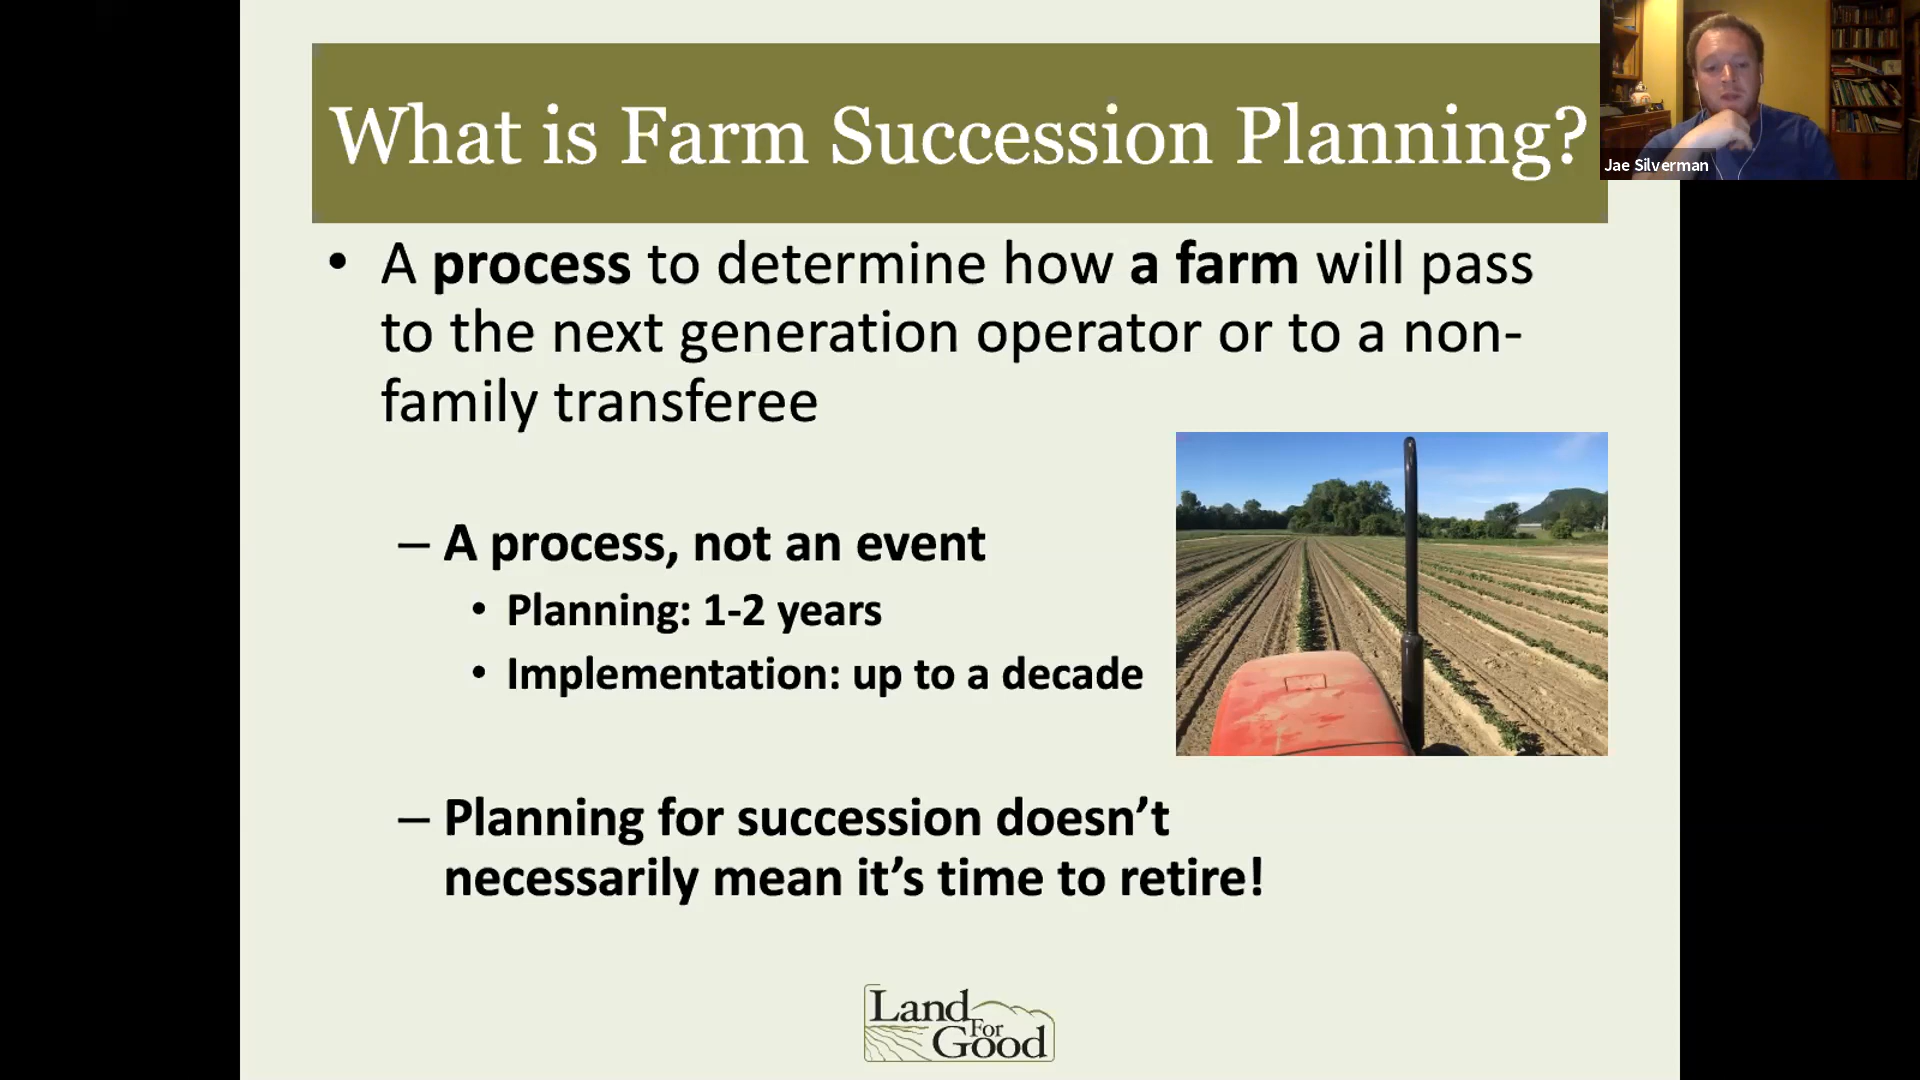 What is Farm Succession Planning?
Jae Silverman
• A process to determine how a farm will pass
to the next generation operator or to a non-
family transferee
– A process, not an event
• Planning: 1-2 years
• Implementation: up to a decade
– Planning for succession doesn’t
necessarily mean it’s time to retire!
Land
For
Good